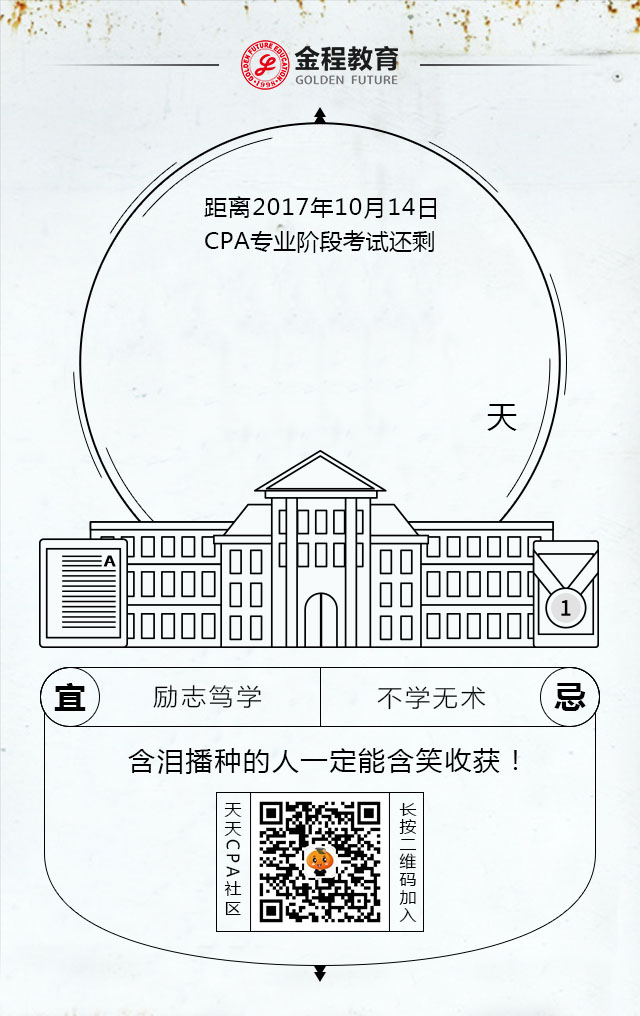 GOLDEN FUTURE EDUCATION
·1998·
金程教育
GOLDEN FUTURE
距离2017年10月14日
CPA专业阶段考试还剩
天
A
1
宜
励志笃学
不学无术
忌
含泪播种的人一定能含笑收获！
天天CPA社区
长按二维码加入